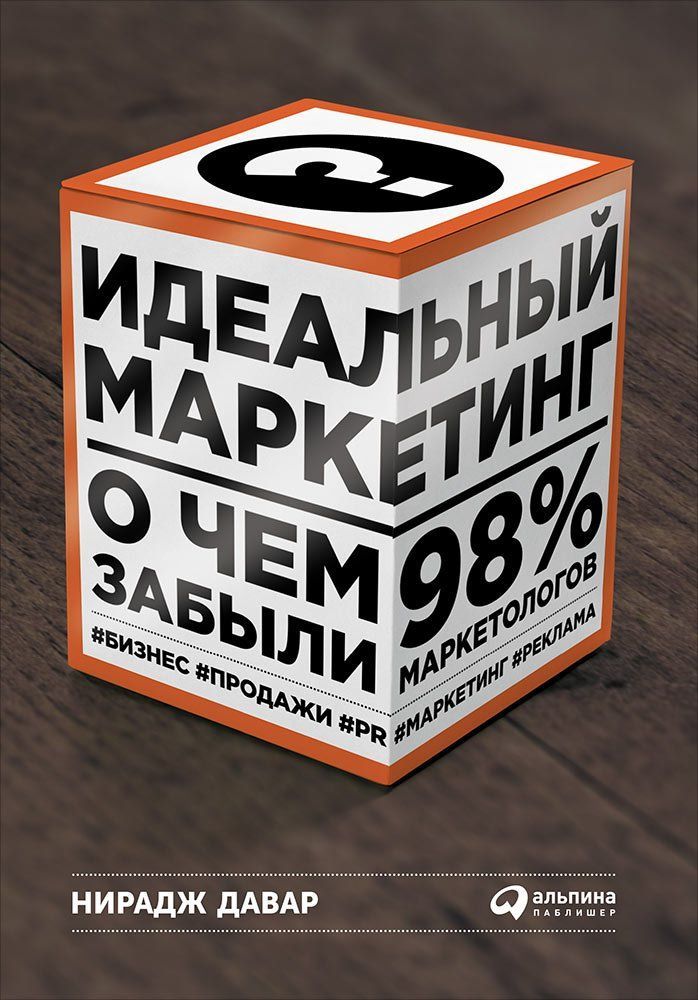 ?
ИДЕАЛЬНЫЙ
МАРКЕТИНГ
О ЧЕМ
ЗАБЫЛИ
98%
МАРКЕТОЛОГОВ
#БИЗНЕС #ПРОДАЖИ #PR #МАРКЕТИНГ #РЕКЛАМА
НИРАДЖ ДАВАР
альпина
ПАБЛИШЕР